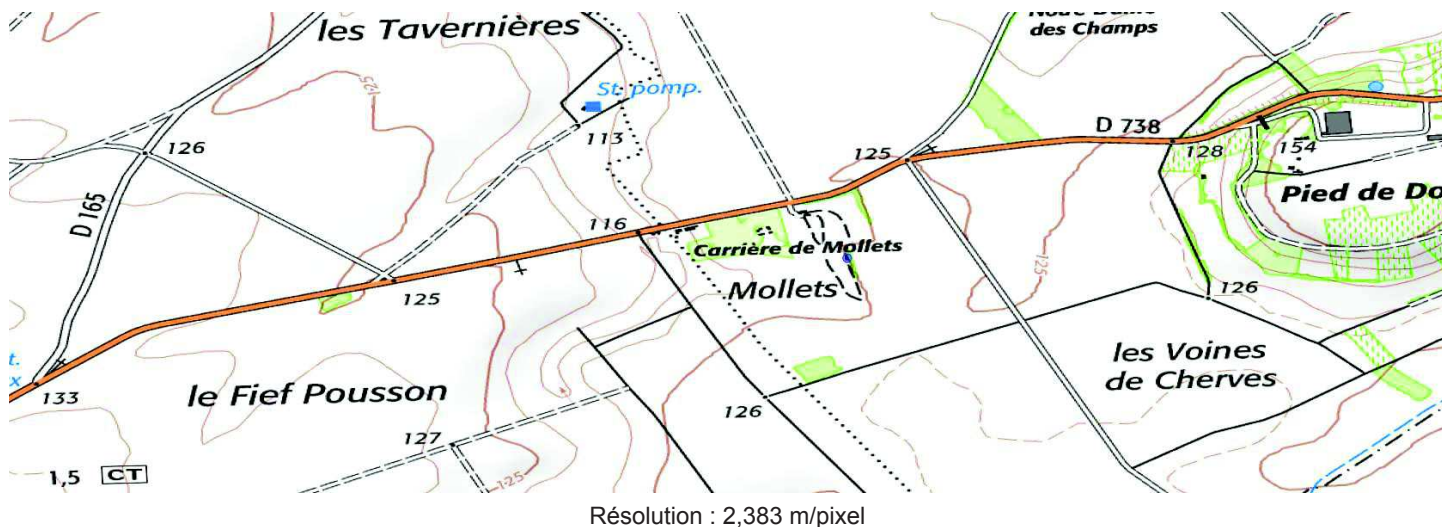 les Tavernières
des Champs
St. pomp.
113
126
D 738
125
128
154
D 165
Pied de Do
116
Carrière de Mollets
125
125
125
Mollets
126
les Voines
de Cherves
t.
x
133
le Fief Pousson
126
127
125
1,5 CT
Résolution : 2,383 m/pixel